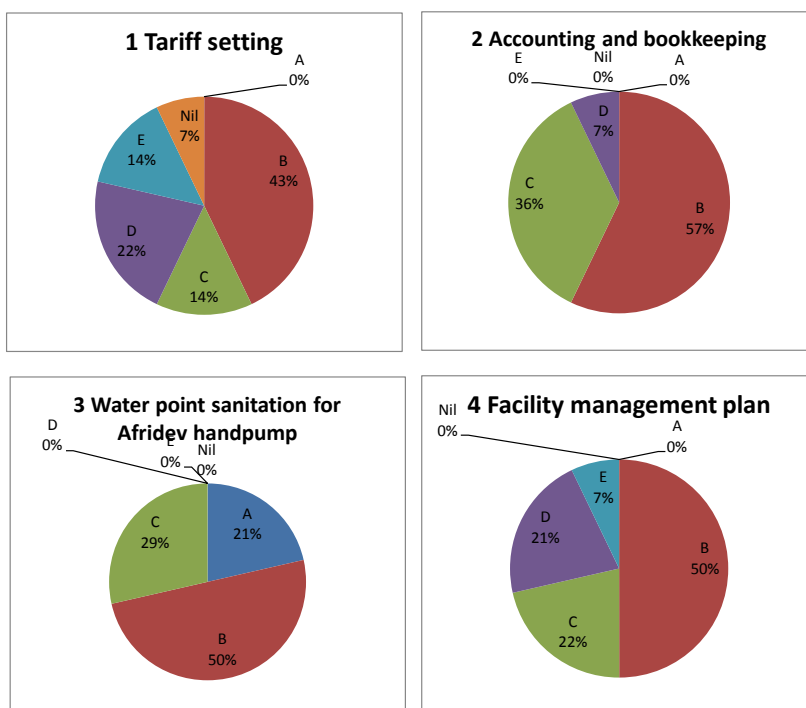 1 Tariff setting
A
0%
Nil
7%
E
14%
B
43%
D
22%
C
14%
2 Accounting and bookkeeping
E
0%
Nil
0%
A
0%
D
7%
C
36%
B
57%
3 Water point sanitation for
Afridev handpump
D
0%
E
0%
Nil
0%
A
21%
C
29%
B
50%
4 Facility management plan
Nil
0%
A
0%
E
7%
D
21%
B
50%
C
22%